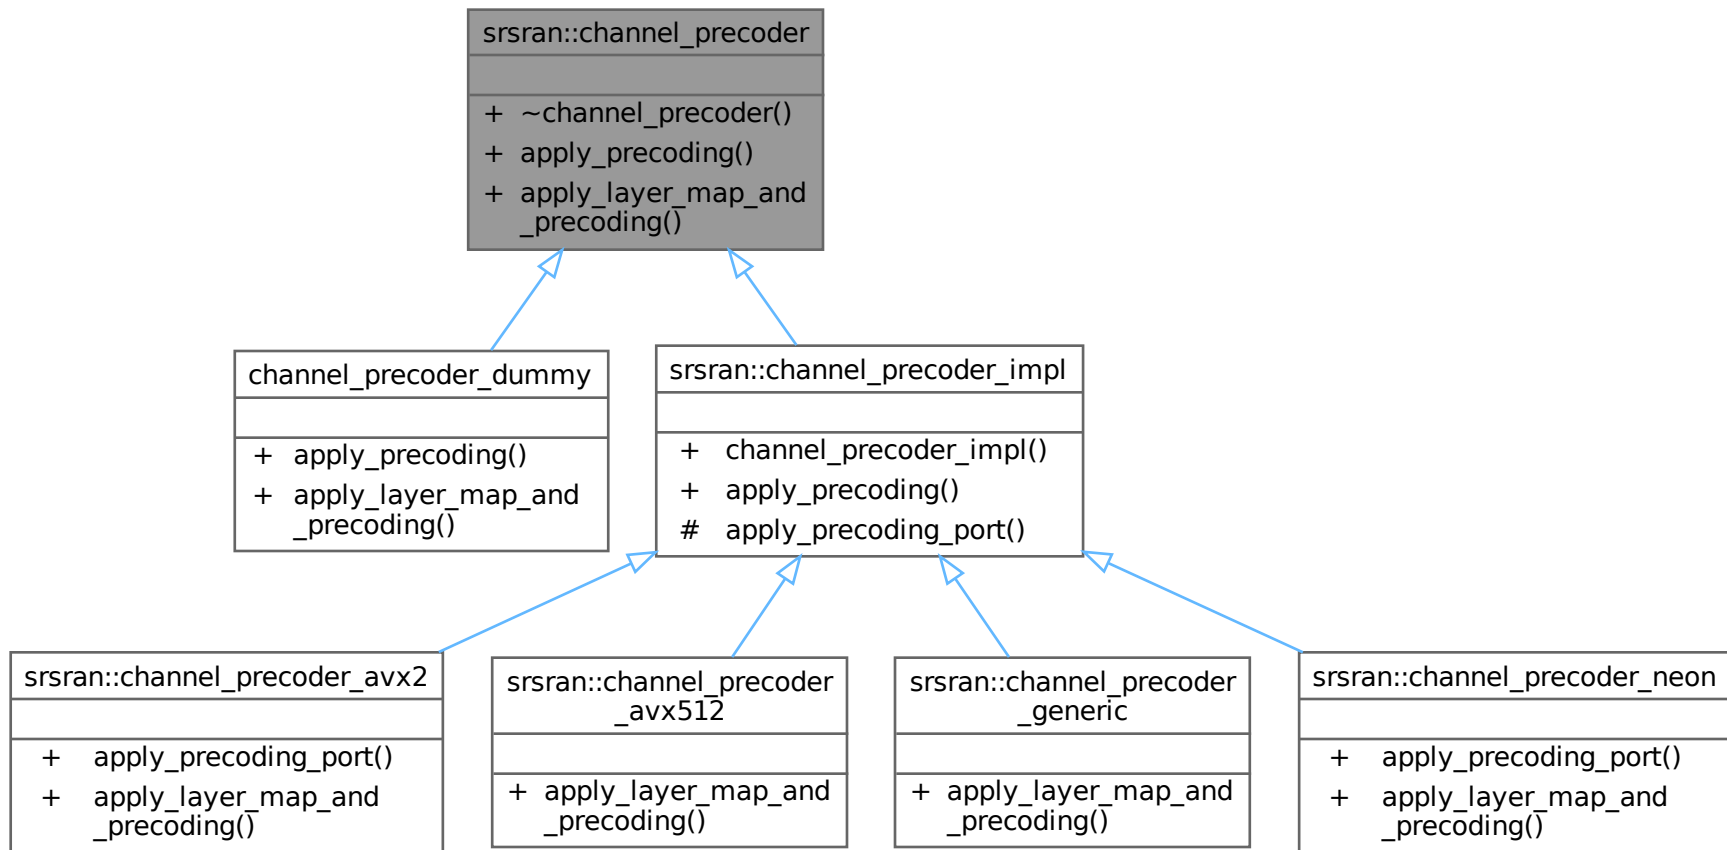 srsran::channel_precoder
+ ~channel_precoder()
+ apply_precoding()
+ apply_layer_map_and
_precoding()
channel_precoder_dummy
+ apply_precoding()
+ apply_layer_map_and
_precoding()
srsran::channel_precoder_impl
+ channel_precoder_impl()
+ apply_precoding()
# apply_precoding_port()
srsran::channel_precoder_avx2
+ apply_precoding_port()
+ apply_layer_map_and
_precoding()
srsran::channel_precoder
_avx512
+ apply_layer_map_and
_precoding()
srsran::channel_precoder
_generic
+ apply_layer_map_and
_precoding()
srsran::channel_precoder_neon
+ apply_precoding_port()
+ apply_layer_map_and
_precoding()